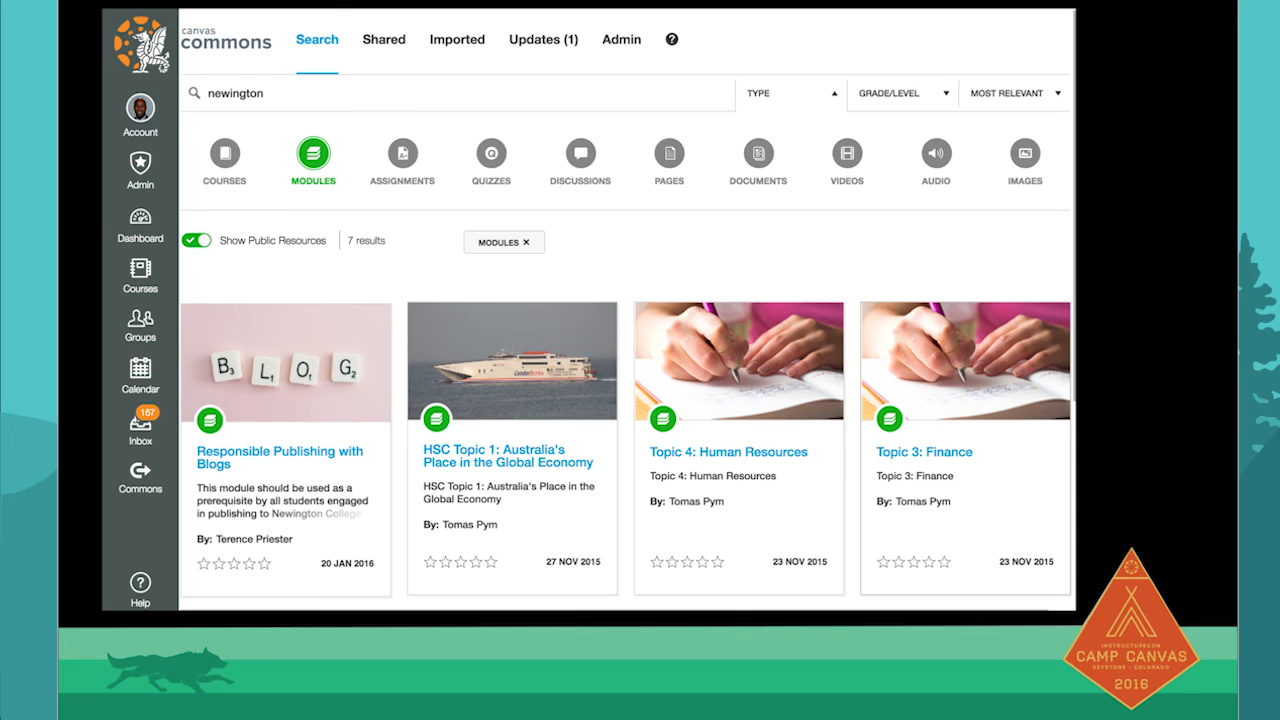 canvas
commons
Search
Shared
Imported
Updates (1)
Admin
?
newington
TYPE
GRADE/LEVEL
MOST RELEVANT
COURSES
MODULES
ASSIGNMENTS
QUIZZES
DISCUSSIONS
PAGES
DOCUMENTS
VIDEOS
AUDIO
IMAGES
Account
Admin
Dashboard
Courses
Groups
Calendar
167
Inbox
Commons
?
Help
Show Public Resources
7 results
MODULES ×
B3 L1 O1 G2
Responsible Publishing with
Blogs
This module should be used as a
prerequisite by all students engaged
in publishing to Newington College
By: Terence Priester
20 JAN 2016
HSC Topic 1: Australia's
Place in the Global Economy
HSC Topic 1: Australia's Place in the
Global Economy
By: Tomas Pym
27 NOV 2015
Topic 4: Human Resources
Topic 4: Human Resources
By: Tomas Pym
23 NOV 2015
Topic 3: Finance
Topic 3: Finance
By: Tomas Pym
23 NOV 2015
INSTRUCTURECON
CAMP CANVAS
KEYSTONE - COLORADO
2016